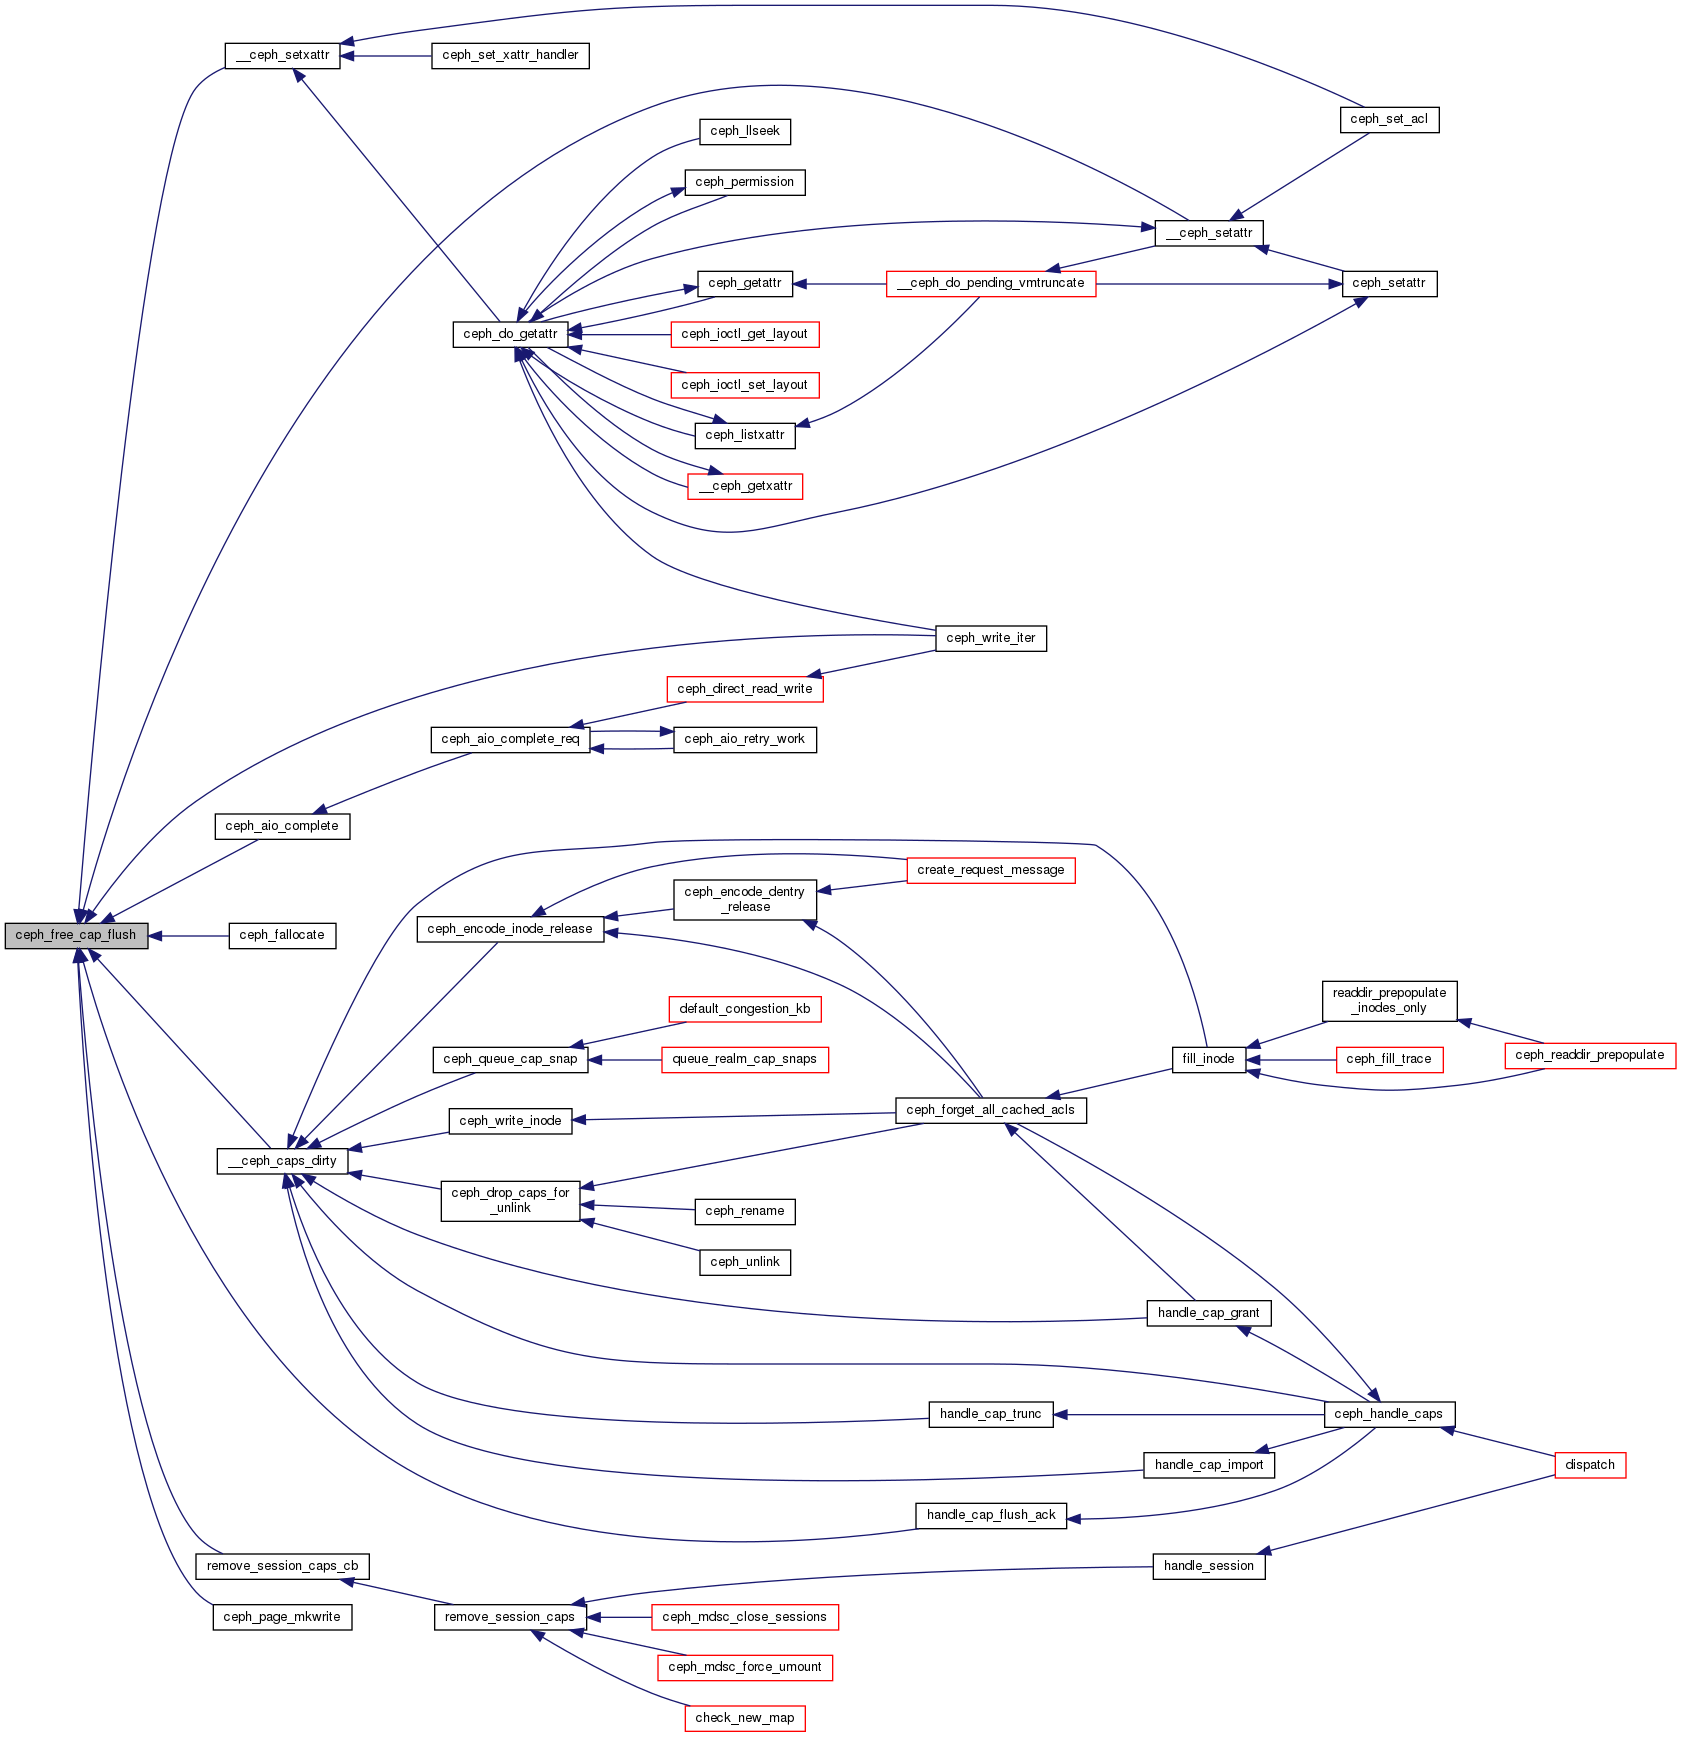 __ceph_setxattr
ceph_set_xattr_handler
ceph_set_acl
ceph_llseek
ceph_permission
__ceph_setattr
ceph_getattr
__ceph_do_pending_vmtruncate
ceph_setattr
ceph_do_getattr
ceph_ioctl_get_layout
ceph_ioctl_set_layout
ceph_listxattr
__ceph_getxattr
ceph_write_iter
ceph_direct_read_write
ceph_aio_complete_req
ceph_aio_retry_work
ceph_aio_complete
create_request_message
ceph_encode_dentry
_release
ceph_free_cap_flush
ceph_fallocate
ceph_encode_inode_release
default_congestion_kb
readdir_prepopulate
_inodes_only
ceph_queue_cap_snap
queue_realm_cap_snaps
fill_inode
ceph_fill_trace
ceph_readdir_prepopulate
ceph_write_inode
ceph_forget_all_cached_acls
__ceph_caps_dirty
ceph_drop_caps_for
_unlink
ceph_rename
ceph_unlink
handle_cap_grant
handle_cap_trunc
ceph_handle_caps
handle_cap_import
dispatch
handle_cap_flush_ack
remove_session_caps_cb
handle_session
ceph_page_mkwrite
remove_session_caps
ceph_mdsc_close_sessions
ceph_mdsc_force_umount
check_new_map